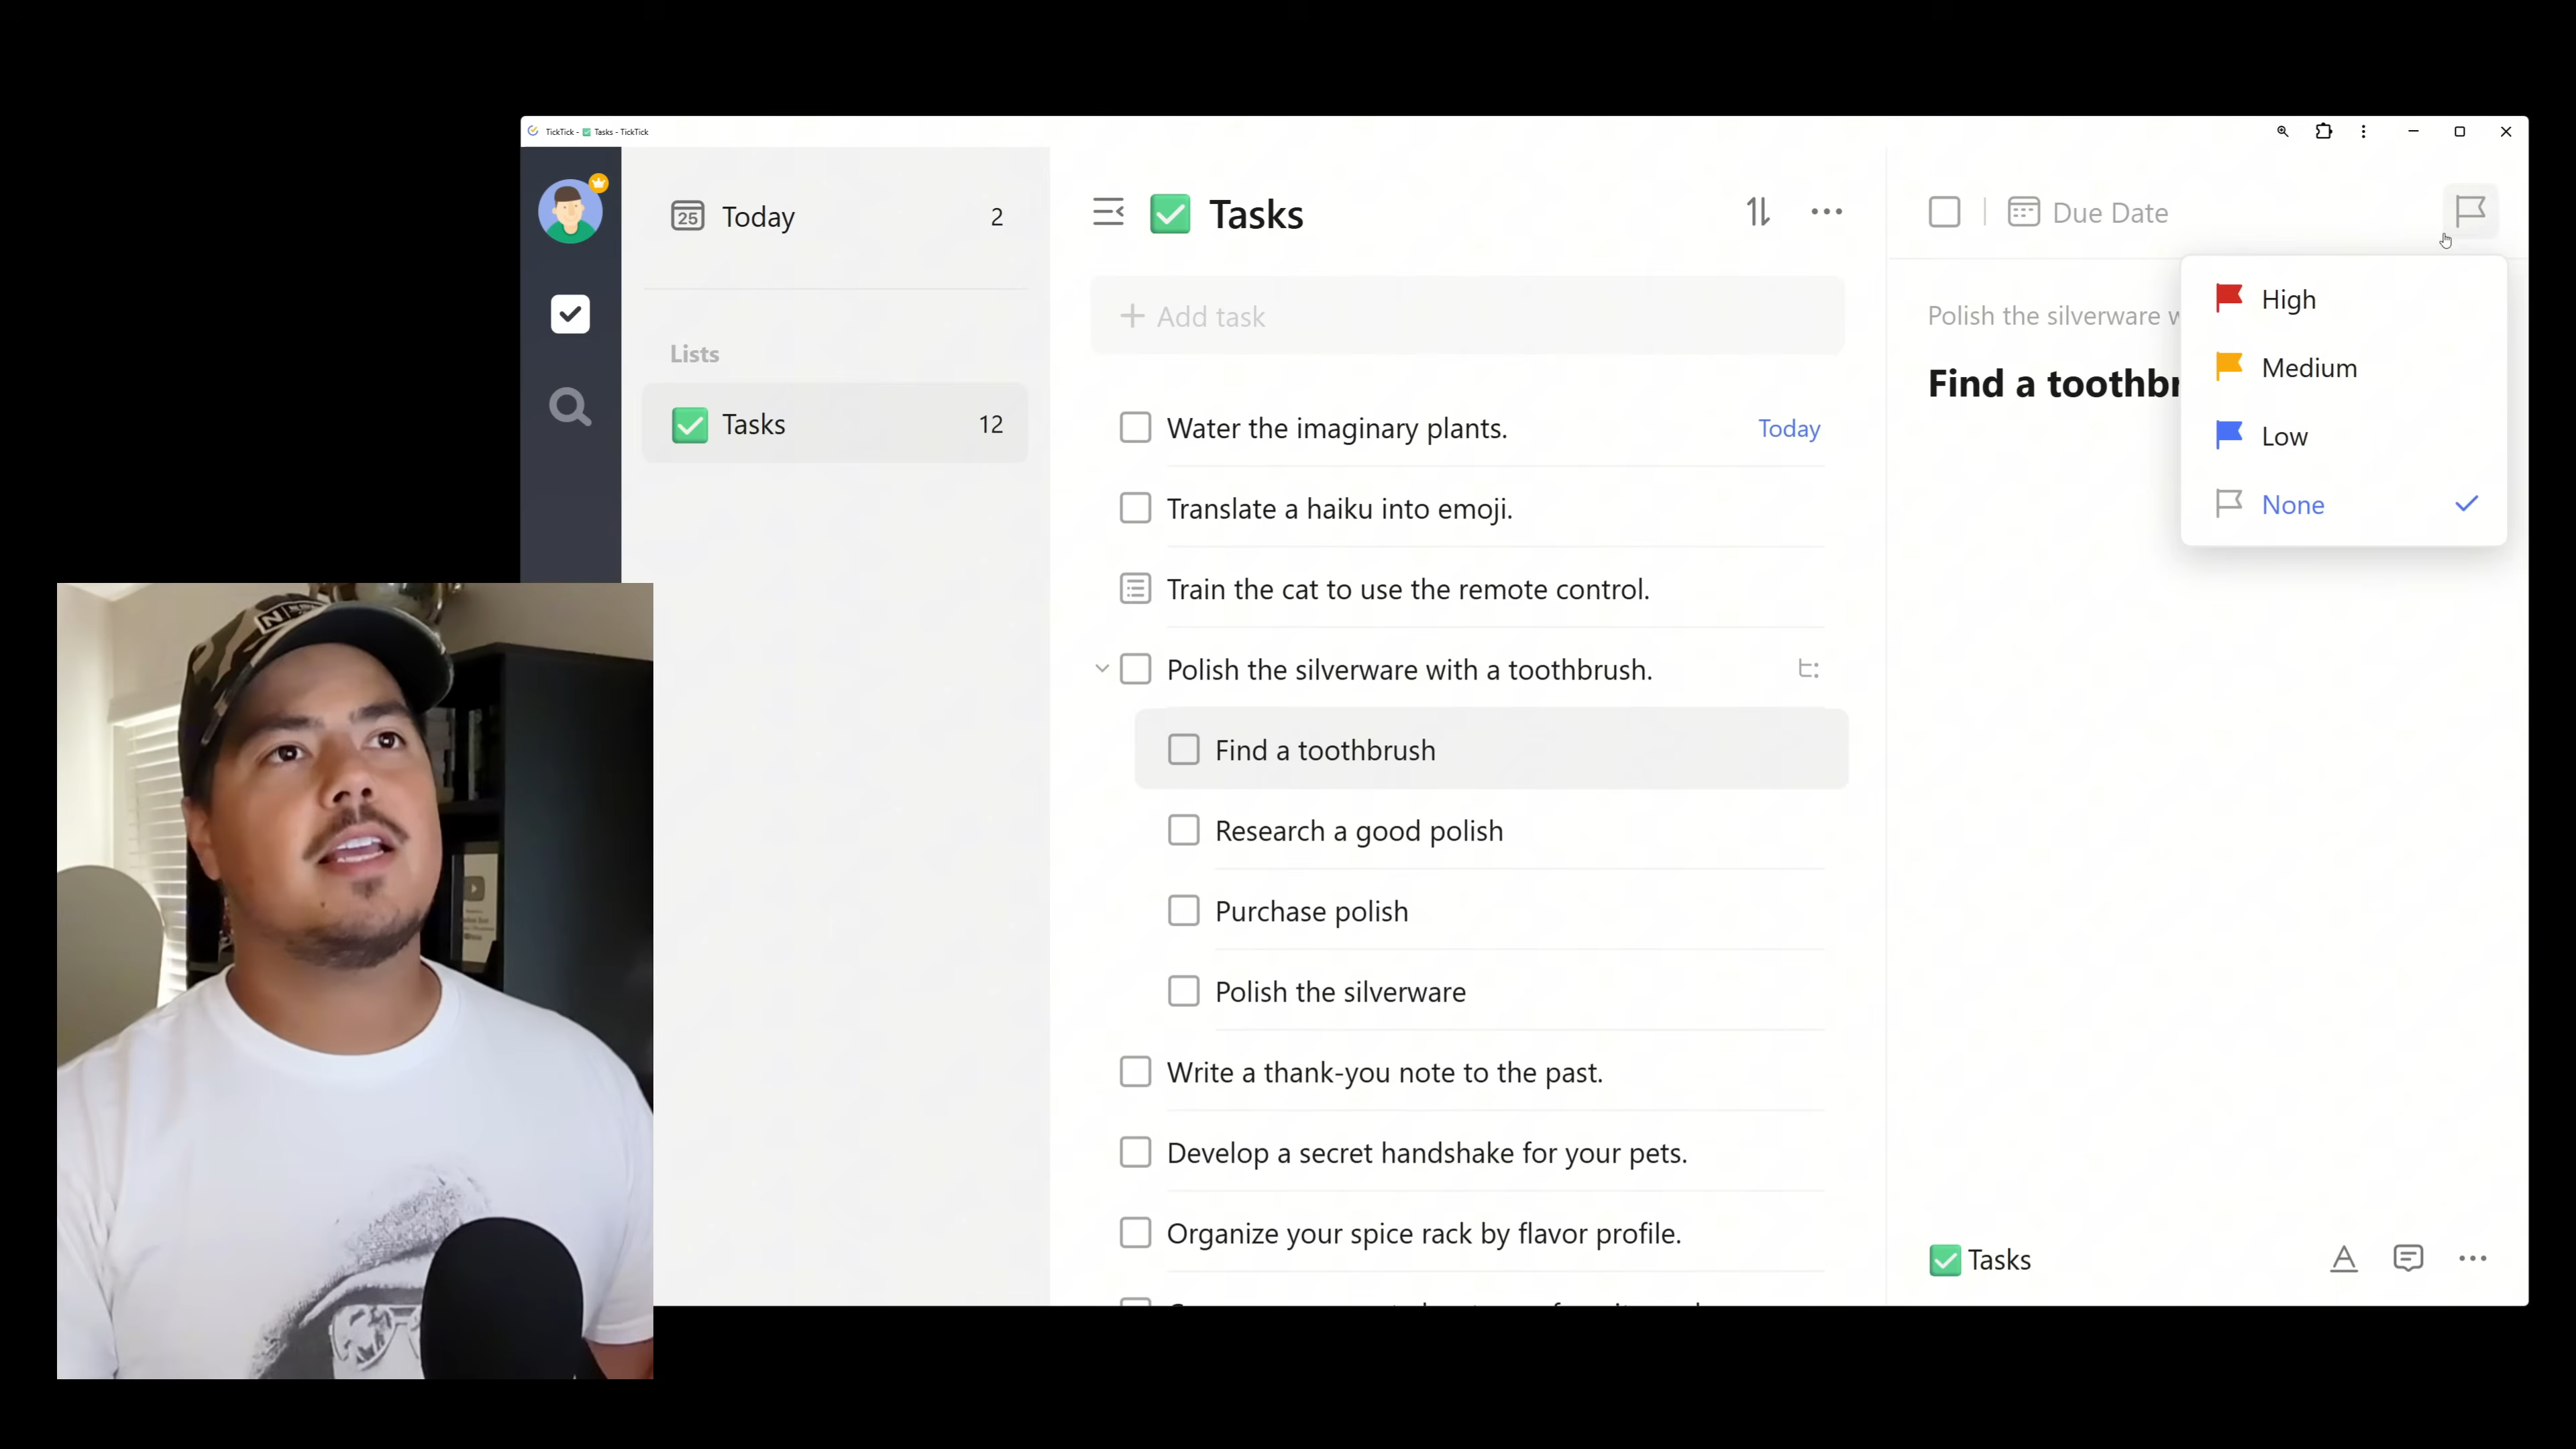 TickTick - ✅ Tasks - TickTick
25
Today
2
Lists
✅ Tasks
12
✅ Tasks
Add task
Water the imaginary plants.
Today
Translate a haiku into emoji.
Train the cat to use the remote control.
Polish the silverware with a toothbrush.
Find a toothbrush
Research a good polish
Purchase polish
Polish the silverware
Write a thank-you note to the past.
Develop a secret handshake for your pets.
Organize your spice rack by flavor profile.
Due Date
Polish the silverware
Find a toothbr
High
Medium
Low
None
✅ Tasks
N